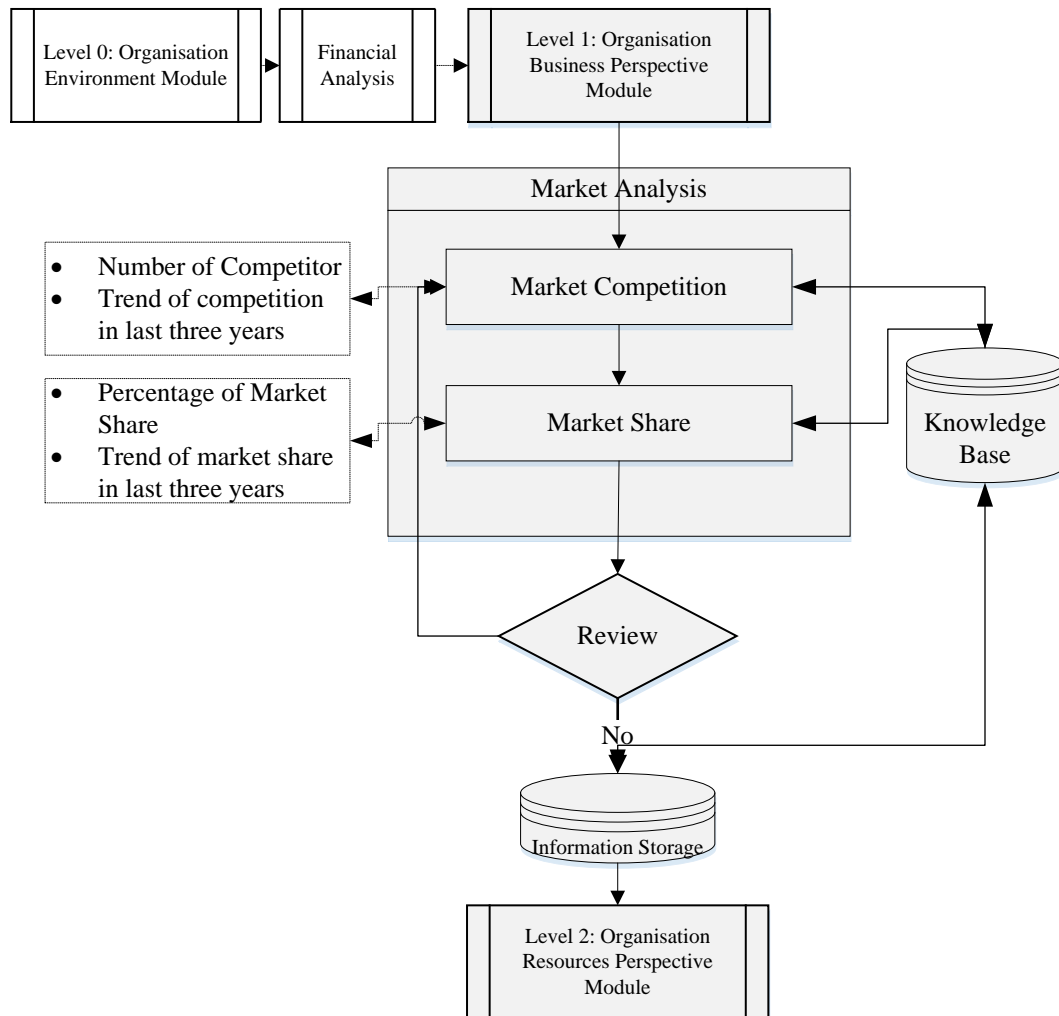 Level 0: Organisation
Environment Module
Financial
Analysis
Level 1: Organisation
Business Perspective
Module
Market Analysis
• Number of Competitor
• Trend of competition
in last three years
Market Competition
• Percentage of Market
Share
• Trend of market share
in last three years
Market Share
Knowledge
Base
Review
No
Information Storage
Level 2: Organisation
Resources Perspective
Module